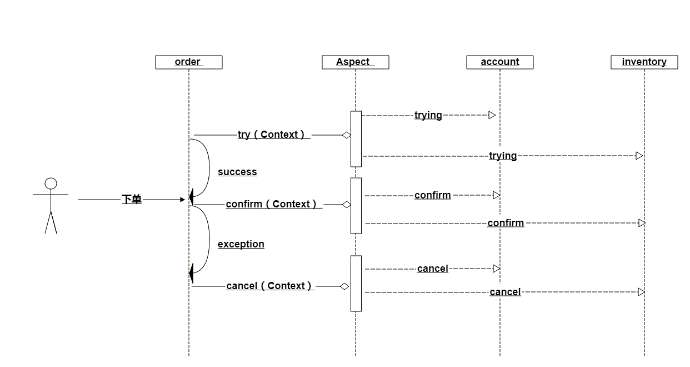 order
Aspect
account
inventory
trying
try ( Context )
trying
success
confirm
下单
confirm ( Context )
confirm
exception
cancel
cancel ( Context )
cancel